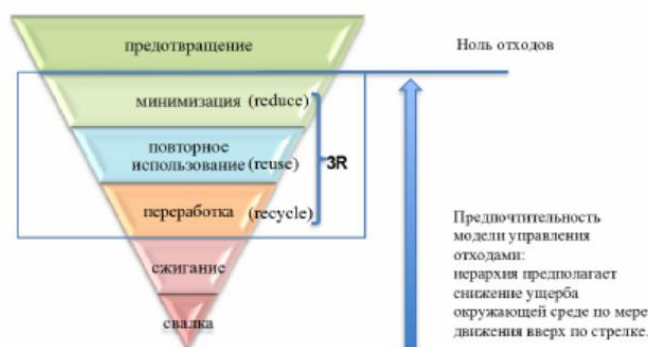 предотвращение
Ноль отходов
минимизация (reduce)
повторное
использование (reuse)
3R
переработка (recycle)
сжигание
свалка
Предпочтительность
модели управления
отходами:
иерархия предполагает
снижение ущерба
окружающей среде по мере
движения вверх по стрелке.